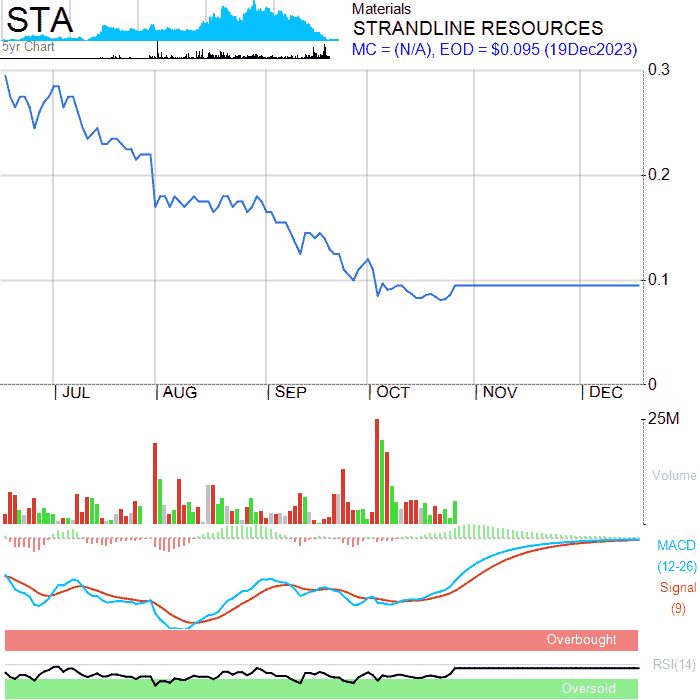 STA
5yr Chart
Materials
STRANDLINE RESOURCES
MC = (N/A), EOD = $0.095 (19Dec2023)
0.3
0.2
0.1
0
JUL AUG SEP OCT NOV DEC
25M
Volume
MACD
(12-26)
Signal
(9)
Overbought
RSI(14)
Oversold